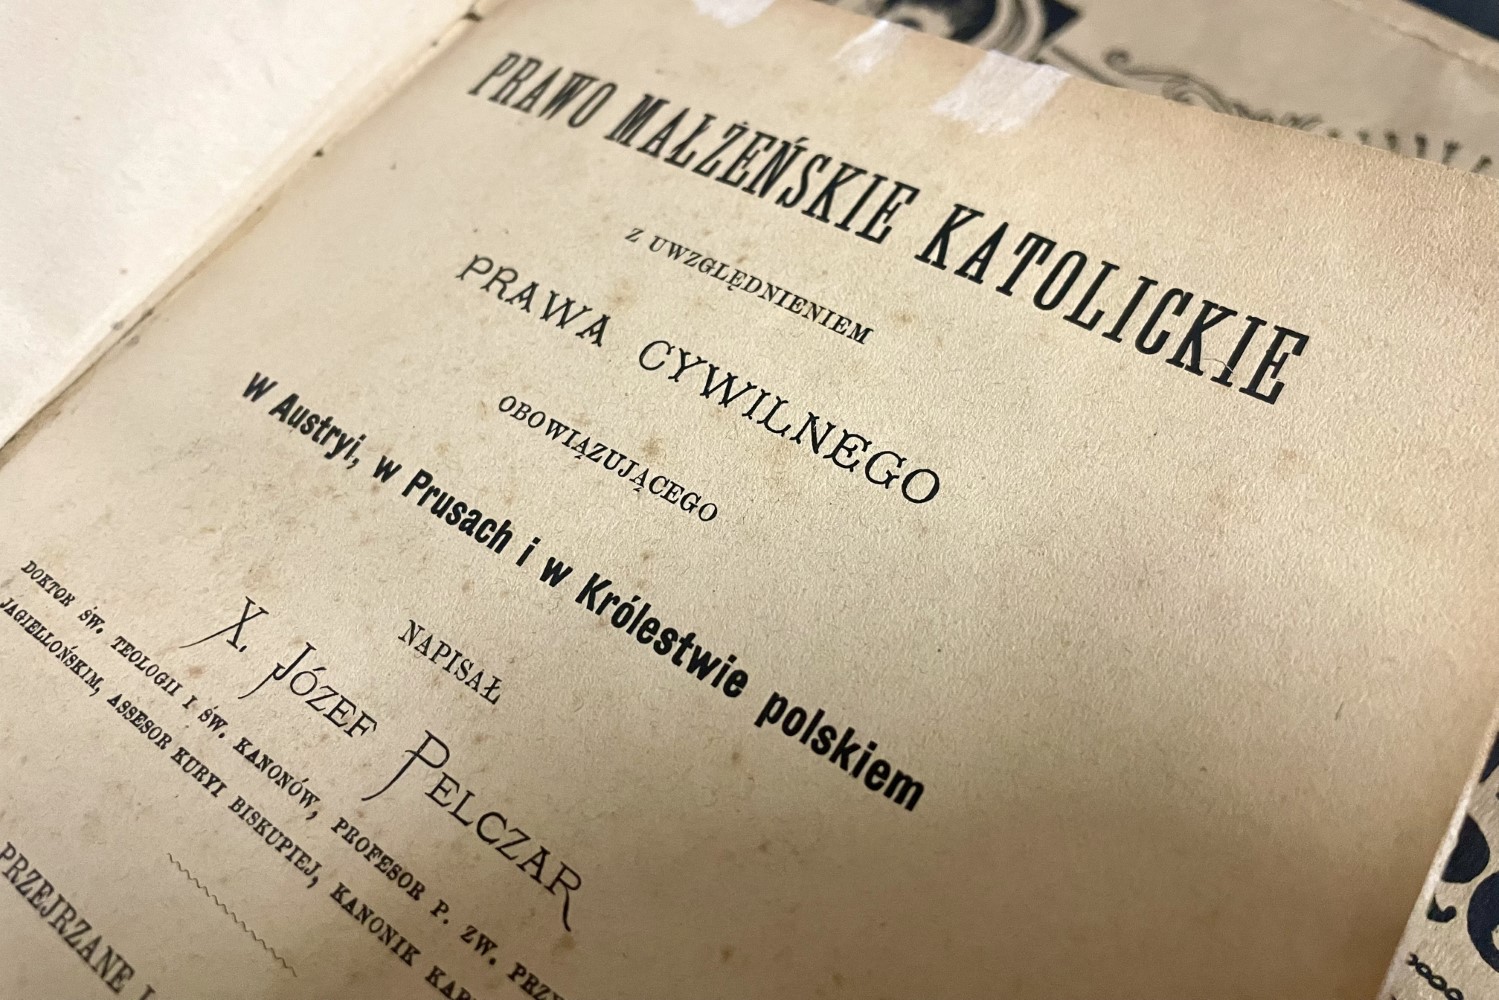 PRAWO MAŁŻEŃSKIE KATOLICKIE
Z UWZGLĘDNIENIEM
PRAWA CYWILNEGO
OBOWIĄZUJĄCEGO
w Austryi, w Prusach i w Królestwie polskiem
NAPISAŁ
X. JÓZEF PELCZAR
DOKTOR ŚW. TEOLOGII I ŚW. KANONÓW, PROFESOR P. ZW. PRZY
JAGIELLOŃSKIM, ASSESOR KURYI BISKUPIEJ, KANONIK
PRZEJRZANE